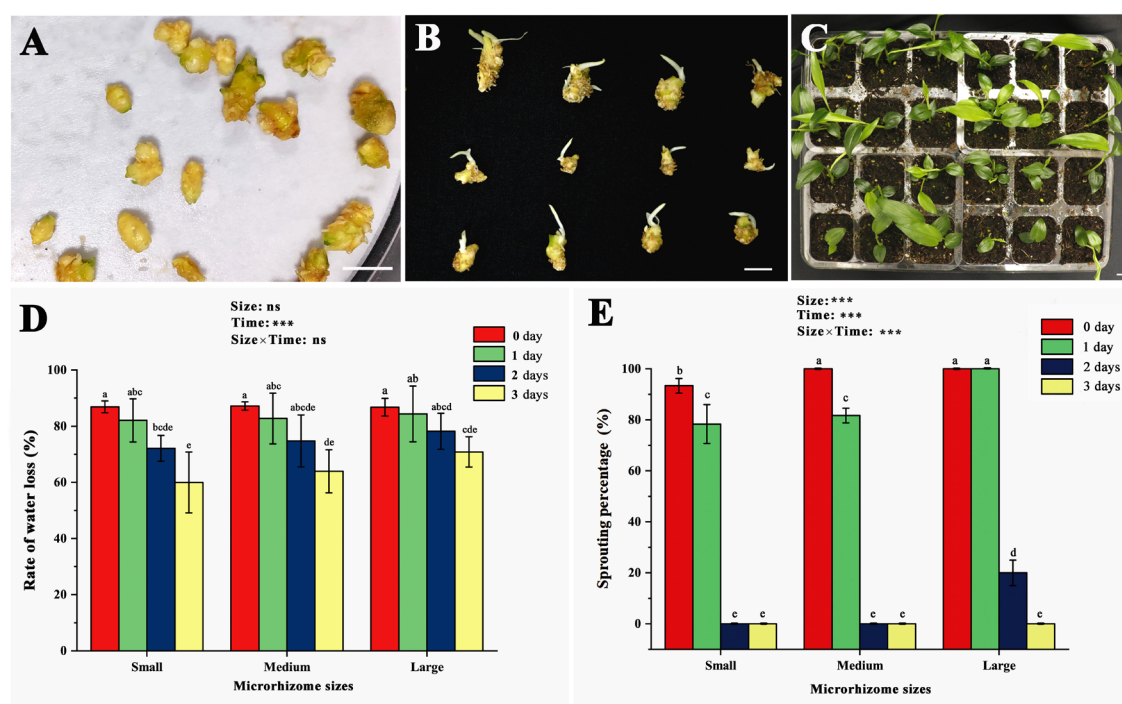 A
B
C
D
Size: ns
Time: ***
Size×Time: ns
0 day
1 day
2 days
3 days
100
80
60
40
20
0
Rate of water loss (%)
a
abc
bcde
e
a
abc
abcde
de
a
ab
abcd
cde
Small
Medium
Large
Microrhizome sizes
E
Size: ***
Time: ***
Size×Time: ***
0 day
1 day
2 days
3 days
100
80
60
40
20
0
Sprouting percentage (%)
b
c
e
e
a
c
e
e
a
a
d
e
Small
Medium
Large
Microrhizome sizes